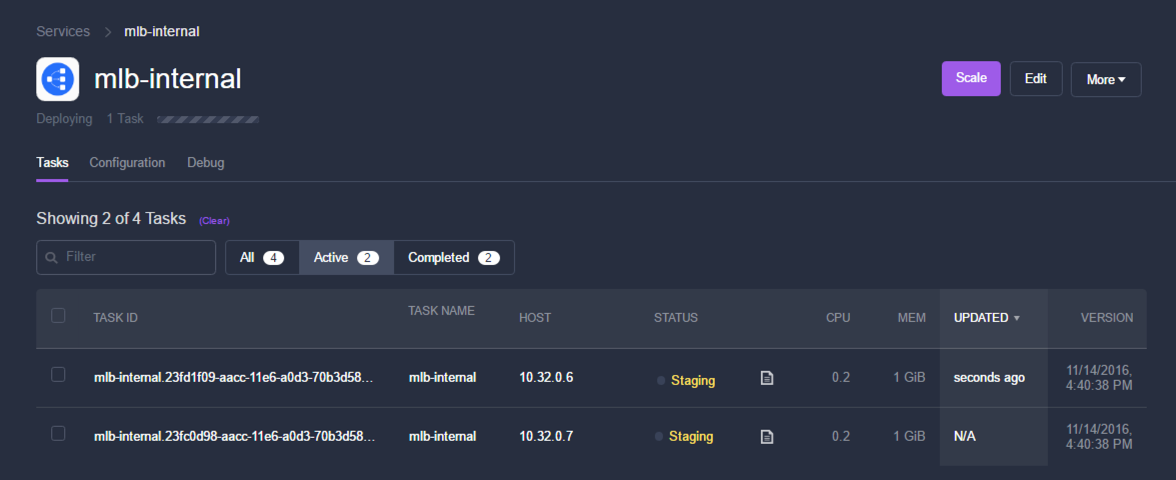 Services > mlb-internal
mlb-internal
Scale Edit More
Deploying 1 Task
Tasks Configuration Debug
Showing 2 of 4 Tasks (Clear)
Filter All 4 Active 2 Completed 2
TASK ID TASK NAME HOST STATUS CPU MEM UPDATED VERSION
mlb-internal.23fd1f09-aacc-11e6-a0d3-70b3d58... mlb-internal 10.32.0.6 Staging 0.2 1 GiB seconds ago 11/14/2016,
4:40:38 PM
mlb-internal.23fc0d98-aacc-11e6-a0d3-70b3d58... mlb-internal 10.32.0.7 Staging 0.2 1 GiB N/A 11/14/2016,
4:40:38 PM